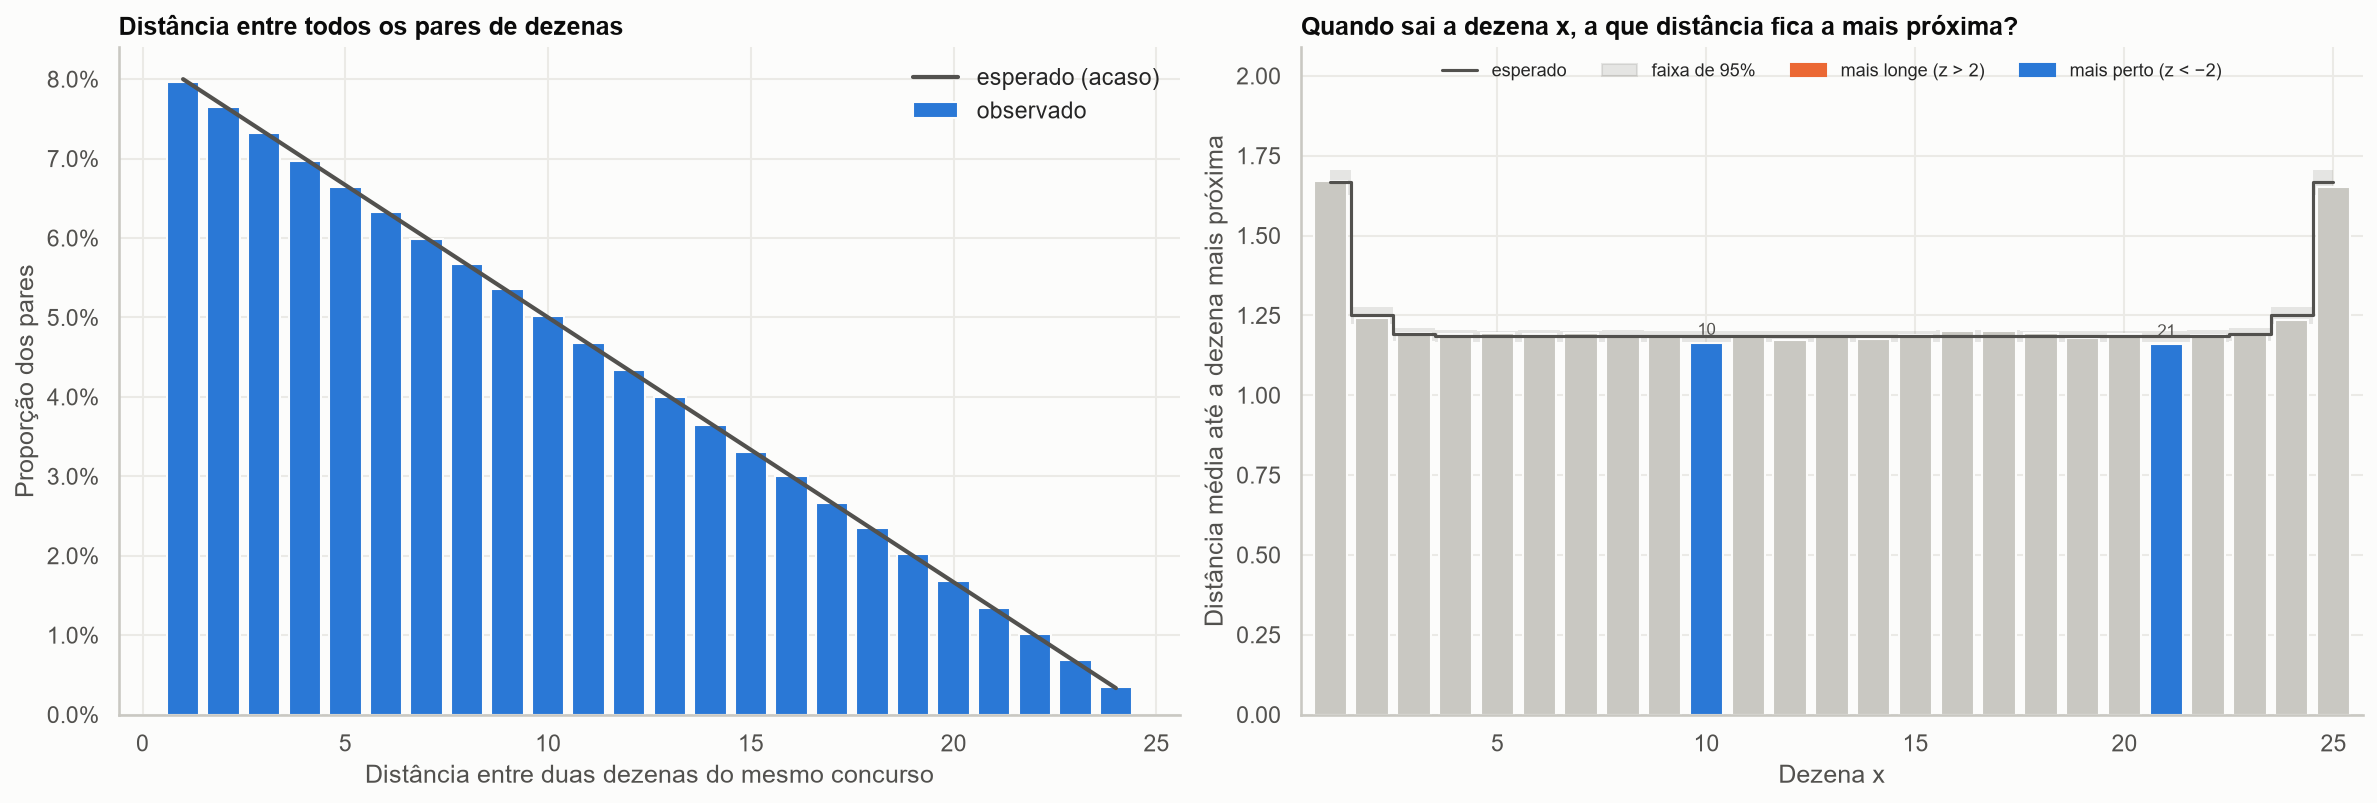 Distância entre todos os pares de dezenas
esperado (acaso)
observado
Proporção dos pares
8.0%
7.0%
6.0%
5.0%
4.0%
3.0%
2.0%
1.0%
0.0%
0 5 10 15 20 25
Distância entre duas dezenas do mesmo concurso
Quando sai a dezena x, a que distância fica a mais próxima?
esperado faixa de 95% mais longe (z > 2) mais perto (z < −2)
Distância média até a dezena mais próxima
2.00
1.75
1.50
1.25
1.00
0.75
0.50
0.25
0.00
10 21
5 10 15 20 25
Dezena x